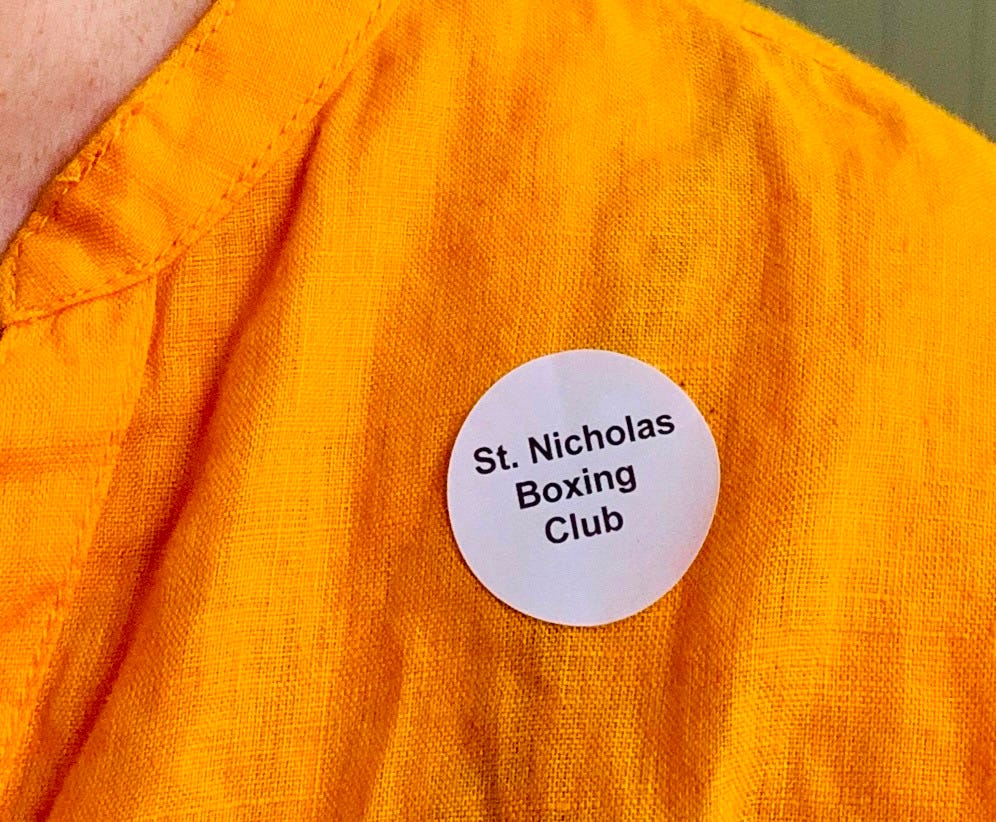 St. Nicholas
Boxing
Club